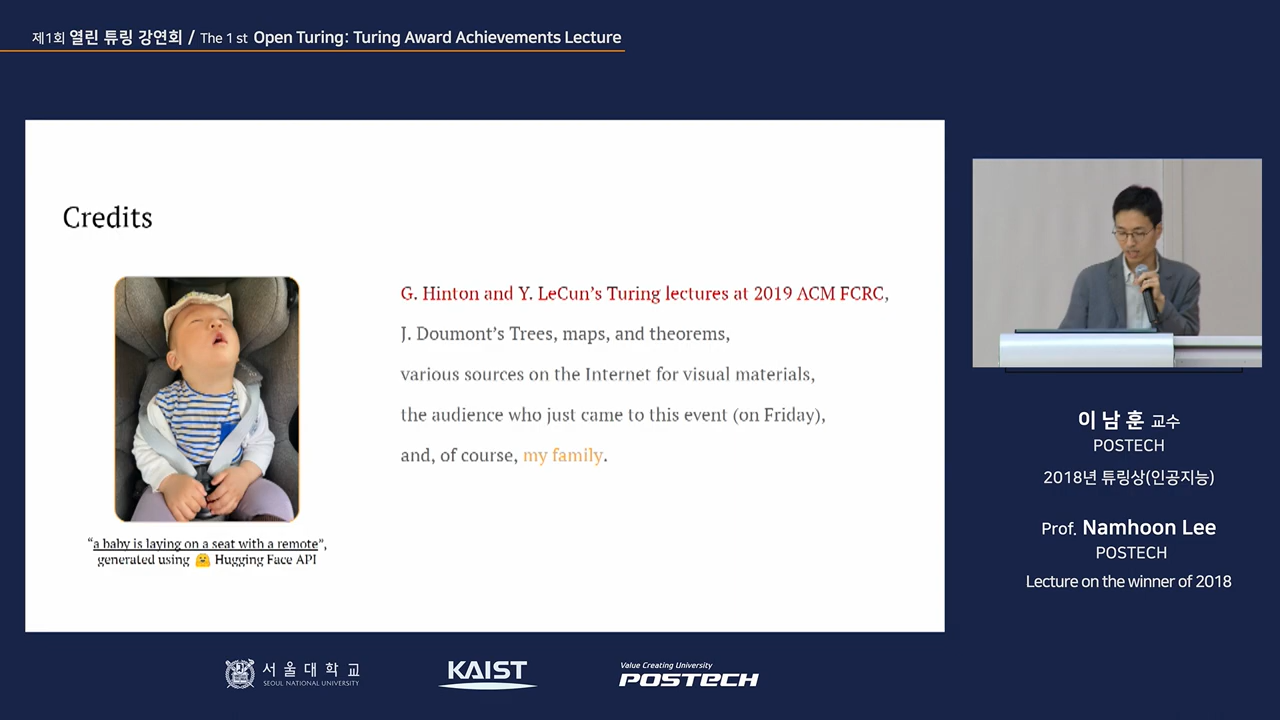 제1회 열린 튜링 강연회 / The 1 st Open Turing: Turing Award Achievements Lecture
Credits
G. Hinton and Y. LeCun’s Turing lectures at 2019 ACM FCRC,
J. Doumont’s Trees, maps, and theorems,
various sources on the Internet for visual materials,
the audience who just came to this event (on Friday),
and, of course, my family.
“a baby is laying on a seat with a remote”,
generated using 🤗 Hugging Face API
이 남 훈 교수
POSTECH
2018년 튜링상(인공지능)
Prof. Namhoon Lee
POSTECH
Lecture on the winner of 2018
서울대학교
SEOUL NATIONAL UNIVERSITY
KAIST
Value Creating University
POSTECH